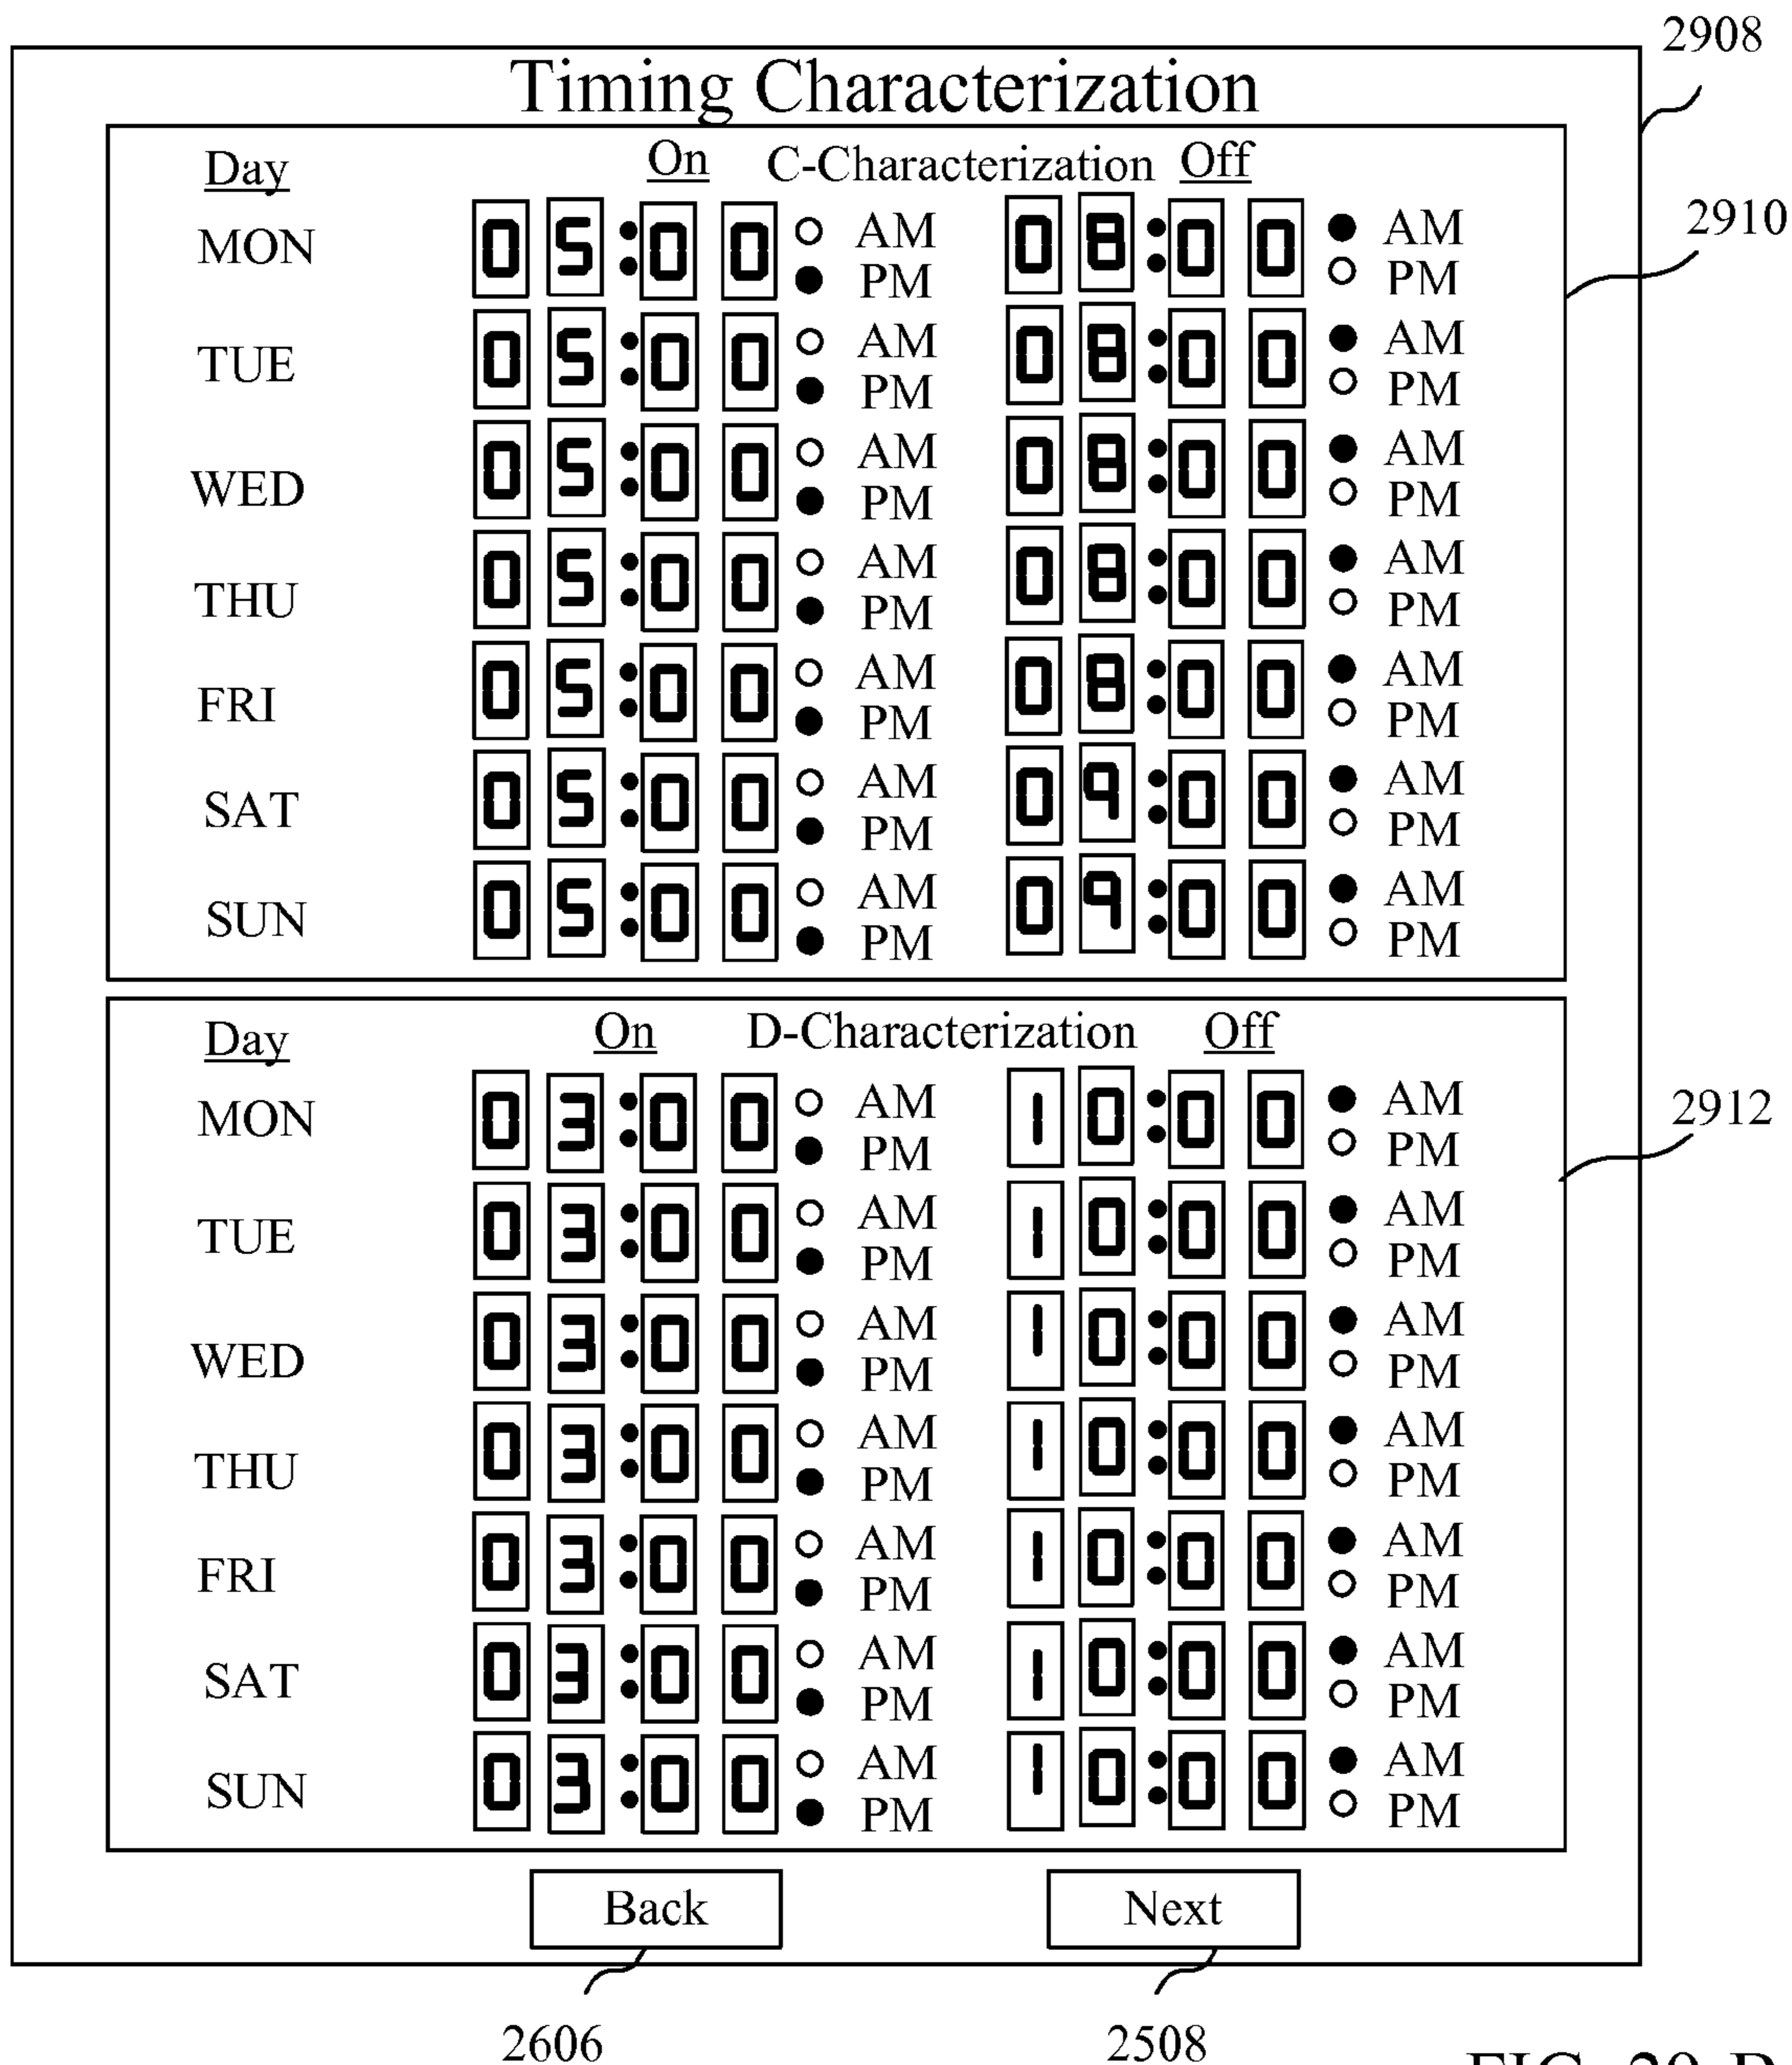 2908
Timing Characterization
Day On C-Characterization Off
2910
MON 05:00 AM PM 08:00 AM PM
TUE 05:00 AM PM 08:00 AM PM
WED 05:00 AM PM 08:00 AM PM
THU 05:00 AM PM 08:00 AM PM
FRI 05:00 AM PM 08:00 AM PM
SAT 05:00 AM PM 09:00 AM PM
SUN 05:00 AM PM 09:00 AM PM
Day On D-Characterization Off
2912
MON 03:00 AM PM 10:00 AM PM
TUE 03:00 AM PM 10:00 AM PM
WED 03:00 AM PM 10:00 AM PM
THU 03:00 AM PM 10:00 AM PM
FRI 03:00 AM PM 10:00 AM PM
SAT 03:00 AM PM 10:00 AM PM
SUN 03:00 AM PM 10:00 AM PM
Back Next
2606 2508
FIG. 29-B